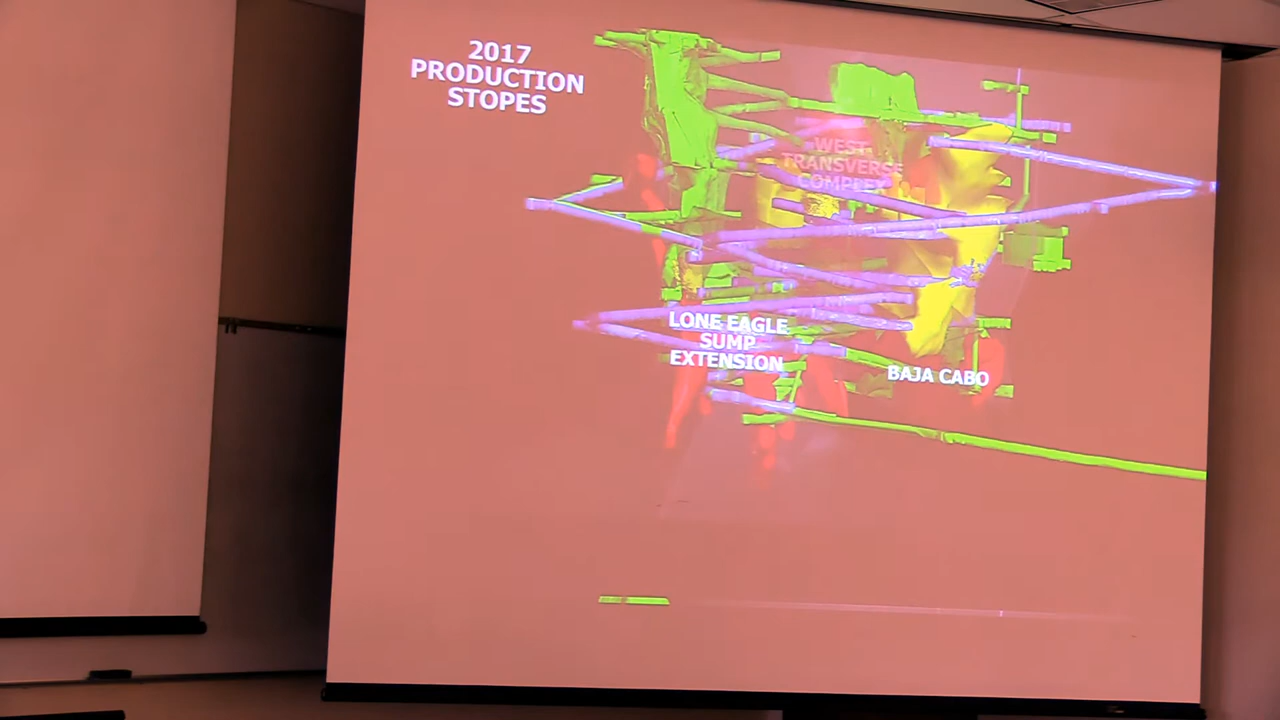 2017
PRODUCTION
STOPES
WEST
TRANSVERSE
COMPLEX
LONE EAGLE
SUMP
EXTENSION
BAJA CABO